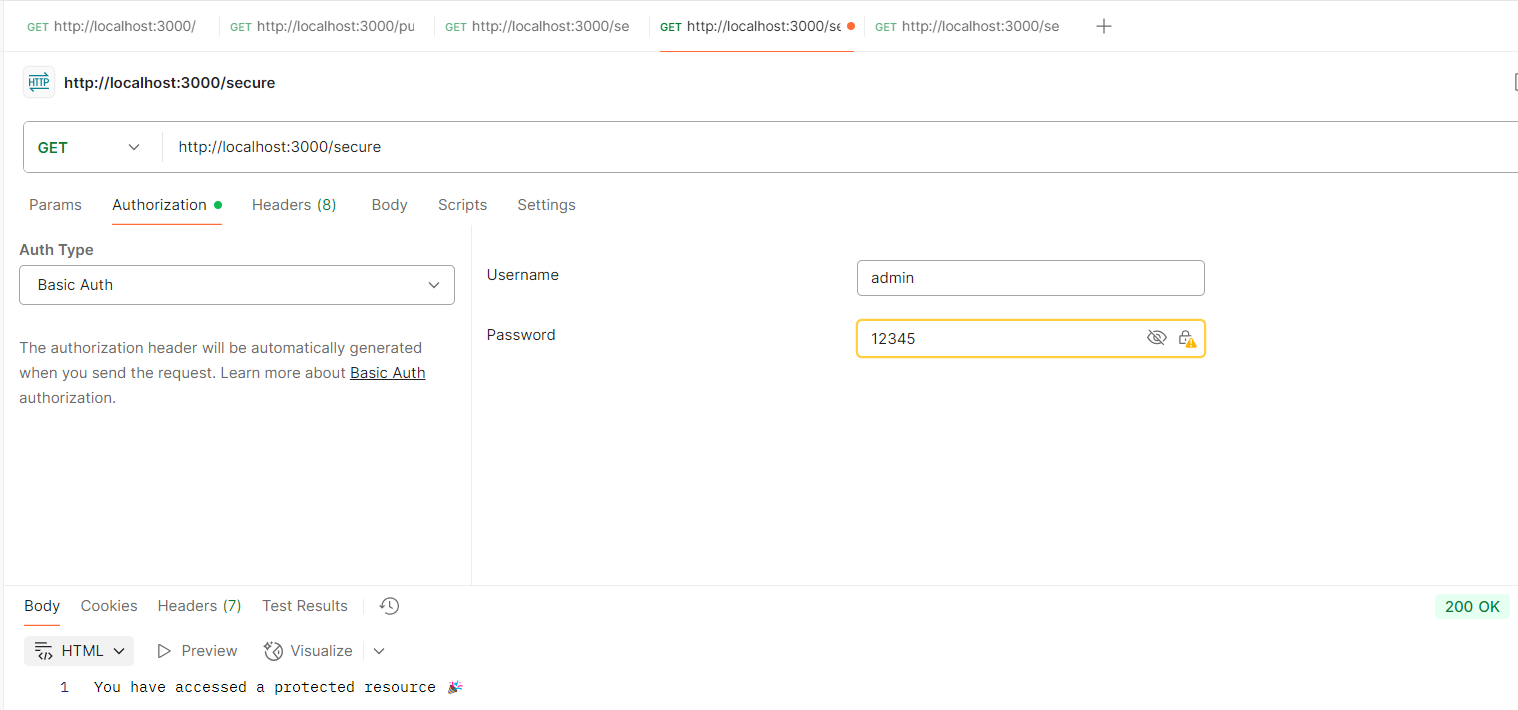 GET http://localhost:3000/ GET http://localhost:3000/pu GET http://localhost:3000/se GET http://localhost:3000/se GET http://localhost:3000/se
HTTP http://localhost:3000/secure
GET http://localhost:3000/secure
Params Authorization Headers (8) Body Scripts Settings
Auth Type
Basic Auth
The authorization header will be automatically generated
when you send the request. Learn more about Basic Auth
authorization.
Username admin
Password 12345
Body Cookies Headers (7) Test Results 200 OK
HTML Preview Visualize
1 You have accessed a protected resource 🎉